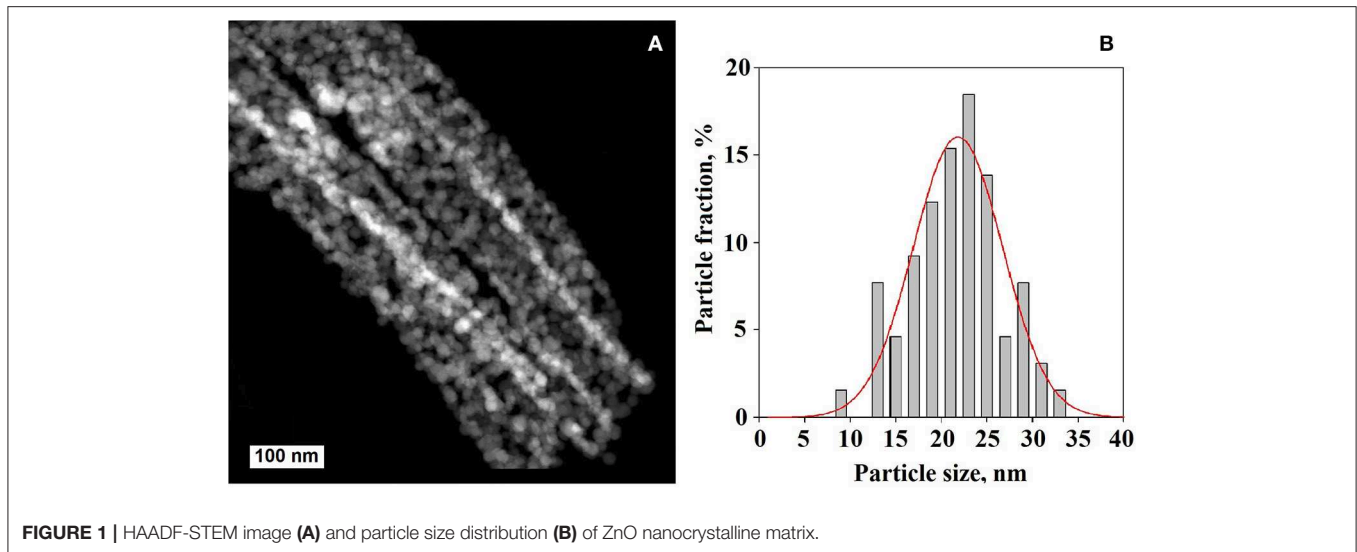 A
100 nm
B
20
15
10
5
0
Particle fraction, %
0 5 10 15 20 25 30 35 40
Particle size, nm
FIGURE 1 | HAADF-STEM image (A) and particle size distribution (B) of ZnO nanocrystalline matrix.